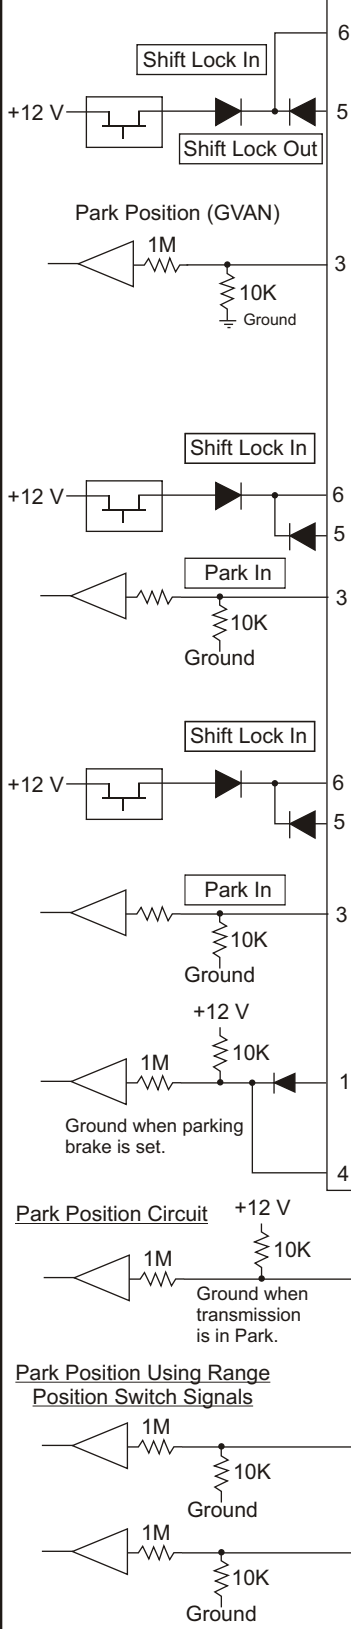 6
Shift Lock In
+12 V
5
Shift Lock Out
Park Position (GVAN)
1M
3
10K
Ground
Shift Lock In
+12 V
6
5
Park In
3
10K
Ground
Shift Lock In
+12 V
6
5
Park In
3
10K
Ground
+12 V
1M
10K
1
Ground when parking
brake is set.
4
Park Position Circuit
+12 V
1M
10K
Ground when
transmission
is in Park.
Park Position Using Range
Position Switch Signals
1M
10K
Ground
1M
10K
Ground